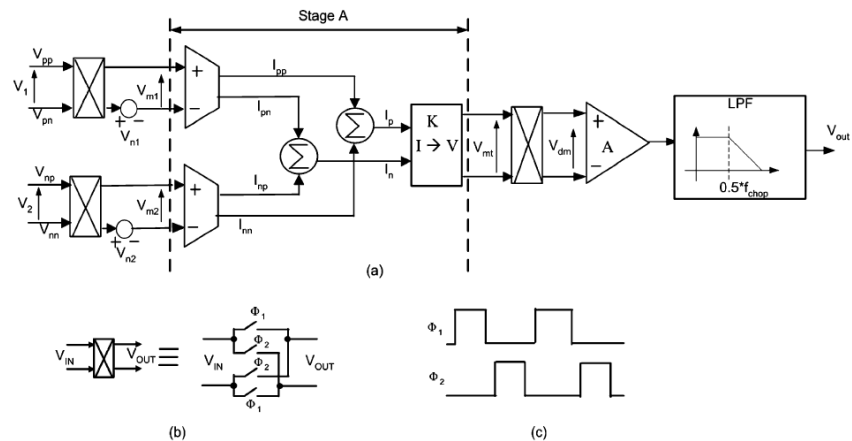 Stage A
V_pp
V_1
V_pn
V_m1
+ -
V_n1
+
-
I_pp
I_pn
Σ
Σ
I_p
I_n
K
I → V
V_mt
V_dm
+
-
A
LPF
0.5*f_chop
V_out
V_np
V_2
V_nn
V_m2
+ -
V_n2
+
-
I_np
I_nn
(a)
V_IN
V_OUT
≡
V_IN
Φ_1
Φ_2
Φ_2
Φ_1
V_OUT
Φ_1
Φ_2
(b)
(c)